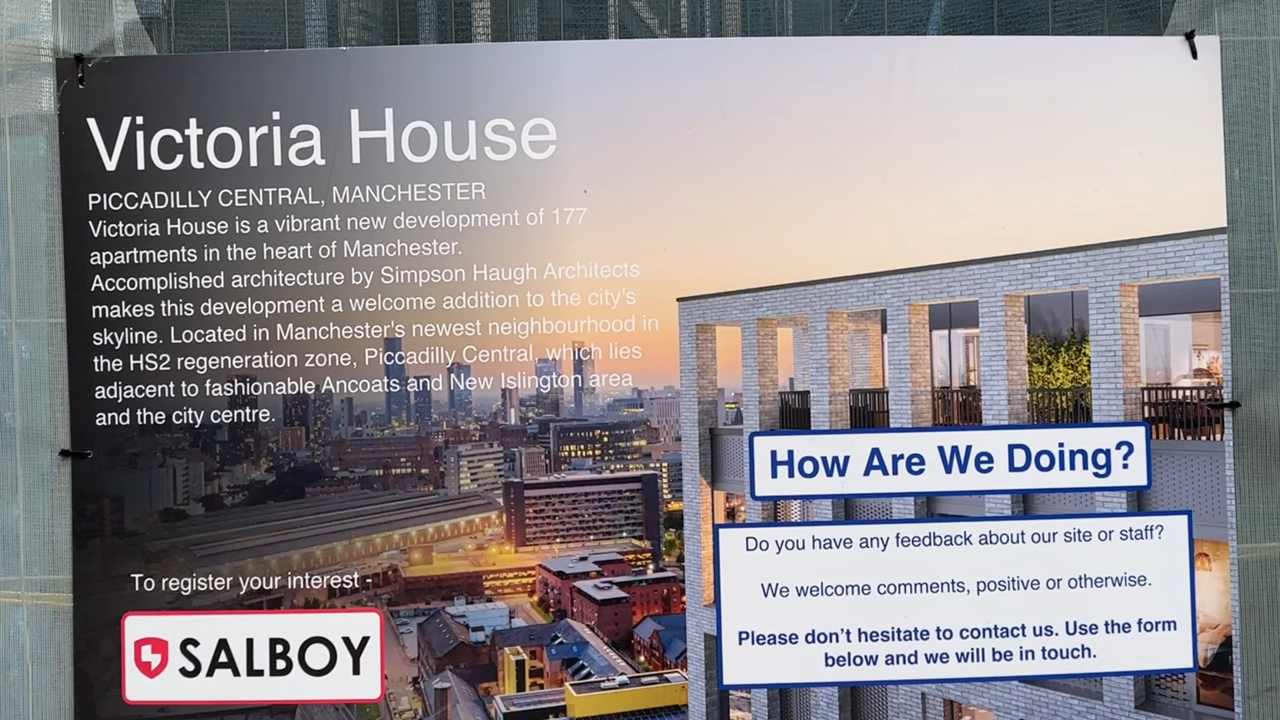 Victoria House
PICCADILLY CENTRAL, MANCHESTER
Victoria House is a vibrant new development of 177
apartments in the heart of Manchester.
Accomplished architecture by Simpson Haugh Architects
makes this development a welcome addition to the city's
skyline. Located in Manchester's newest neighbourhood in
the HS2 regeneration zone, Piccadilly Central, which lies
adjacent to fashionable Ancoats and New Islington area
and the city centre.
To register your interest -
SALBOY
How Are We Doing?
Do you have any feedback about our site or staff?
We welcome comments, positive or otherwise.
Please don't hesitate to contact us. Use the form
below and we will be in touch.